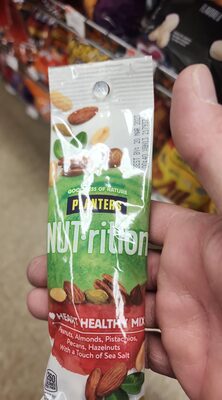 GOODNESS OF NATURE
PLANTERS
NUT-rition
HEART HEALTHY MIX
Peanuts, Almonds, Pistachios,
Pecans, Hazelnuts
With a Touch of Sea Salt